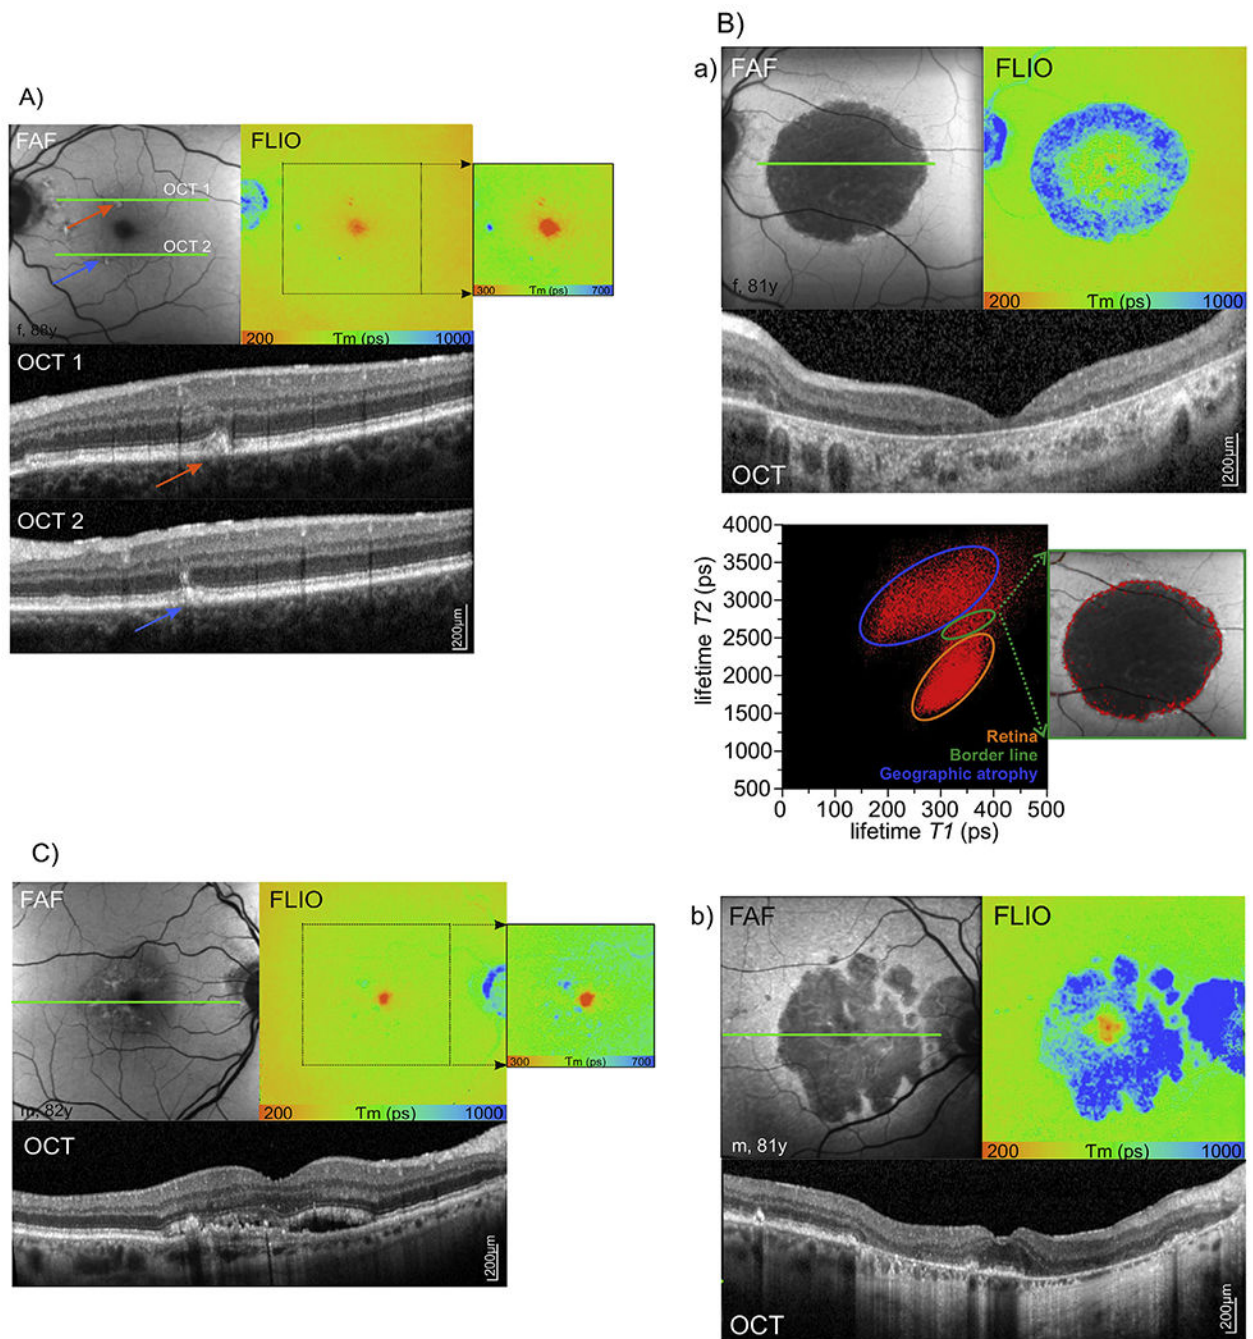 A)
FAF
FLIO
OCT 1
OCT 2
f, 88y
200 Tm (ps) 1000
300 Tm (ps) 700
OCT 1
OCT 2
200µm
B)
a)
FAF
FLIO
f, 81y
200 Tm (ps) 1000
OCT
200µm
4000
3500
3000
2500
2000
1500
1000
500
lifetime T2 (ps)
Retina
Border line
Geographic atrophy
0 100 200 300 400 500
lifetime T1 (ps)
C)
FAF
FLIO
m, 82y
200 Tm (ps) 1000
300 Tm (ps) 700
OCT
200µm
b)
FAF
FLIO
m, 81y
200 Tm (ps) 1000
OCT
200µm